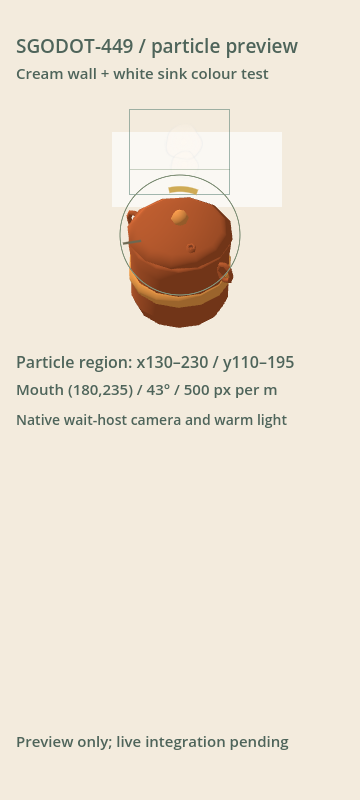 SGODOT-449 / particle preview
Cream wall + white sink colour test
Particle region: x130–230 / y110–195
Mouth (180,235) / 43° / 500 px per m
Native wait-host camera and warm light
Preview only; live integration pending